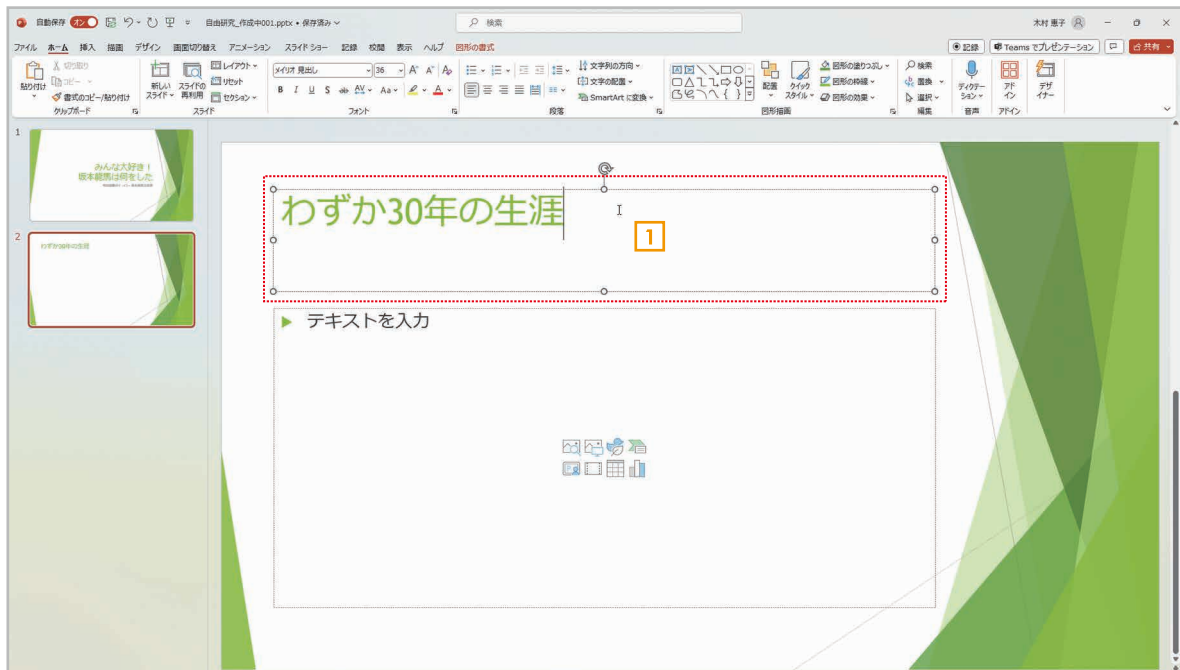 自動保存 オン 自由研究_作成中001.pptx • 保存済み 検索 木村 恵子
ファイル ホーム 挿入 描画 デザイン 画面切り替え アニメーション スライド ショー 記録 校閲 表示 ヘルプ 図形の書式 記録 Teams でプレゼンテーション 共有
貼り付け 切り取り コピー 書式のコピー/貼り付け クリップボード
新しいスライド スライドの再利用 レイアウト リセット セクション スライド
メイリオ 見出し 36 A A A
B I U S ab AV Aa A フォント
文字列の方向 文字の配置 SmartArt に変換 段落
配置 クイックスタイル 図形の塗りつぶし 図形の枠線 図形の効果 図形描画
検索 置換 選択 編集
ディクテーション 音声
アドイン アドイン
デザイナー
1
みんな大好き!
坂本龍馬は何をした
2
わずか30年の生涯
わずか30年の生涯
1
テキストを入力